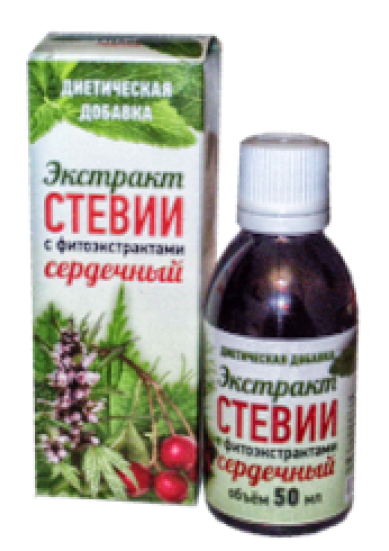 ДИЕТИЧЕСКАЯ
ДОБАВКА
Экстракт
СТЕВИИ
с фитоэкстрактами
сердечный
ДИЕТИЧЕСКАЯ ДОБАВКА
Экстракт
СТЕВИИ
с фитоэкстрактами
сердечный
объём 50 мл